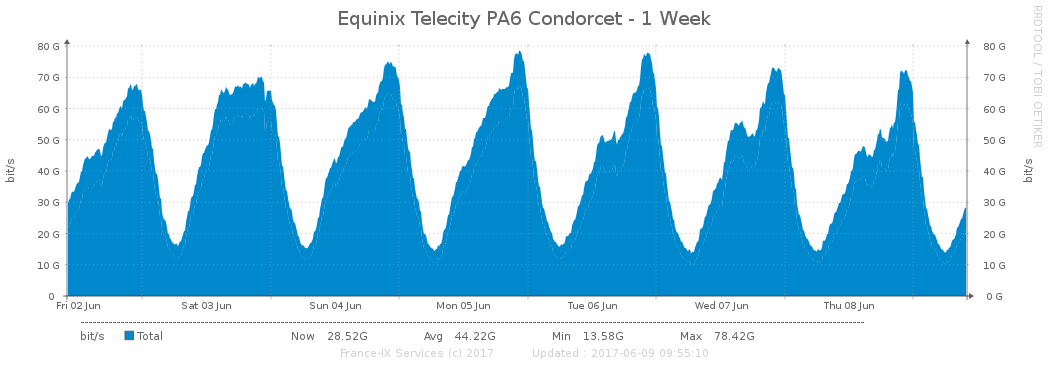 Equinix Telecity PA6 Condorcet - 1 Week
RRDTOOL / TOBI OETIKER
bit/s
80 G
70 G
60 G
50 G
40 G
30 G
20 G
10 G
0
80 G
70 G
60 G
50 G
40 G
30 G
20 G
10 G
0 G
bit/s
Fri 02 Jun Sat 03 Jun Sun 04 Jun Mon 05 Jun Tue 06 Jun Wed 07 Jun Thu 08 Jun
bit/s Total Now 28.52G Avg 44.22G Min 13.58G Max 78.42G
France-IX Services (c) 2017 Updated : 2017-06-09 09:55:10